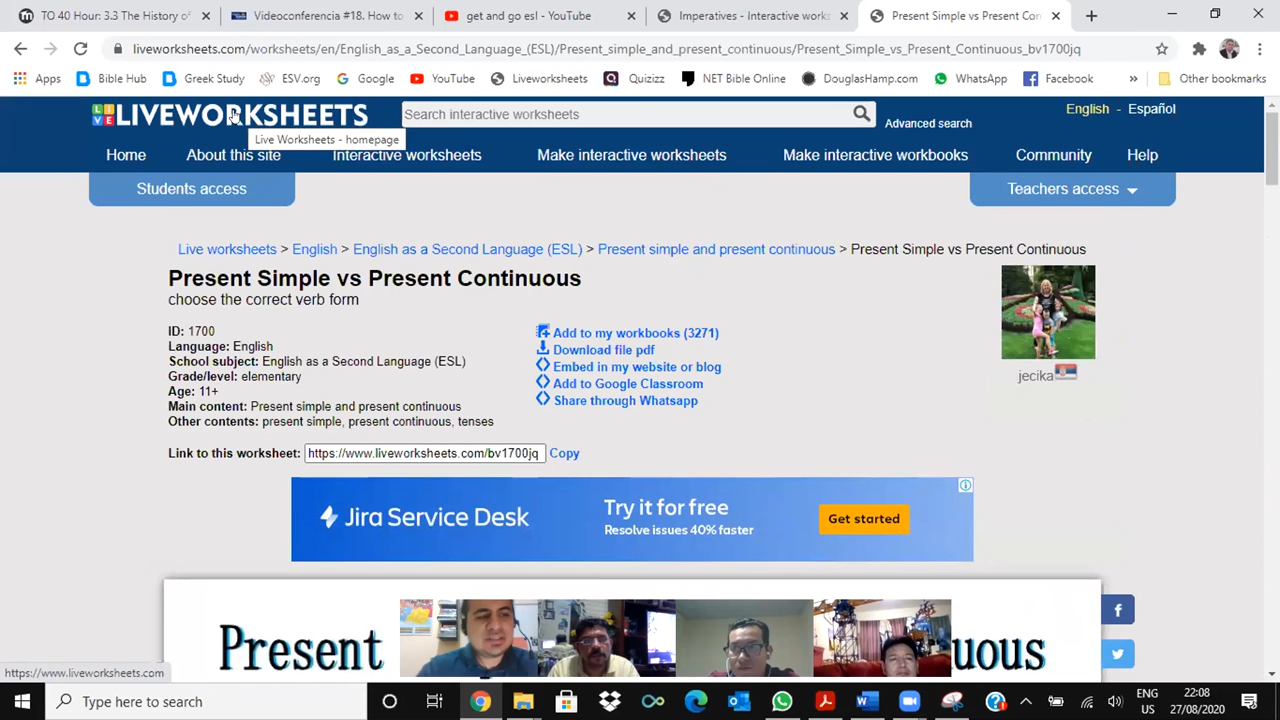 TO 40 Hour: 3.3 The History of
Videoconferencia #18. How to
get and go esl - YouTube
Imperatives - Interactive works
Present Simple vs Present Con
liveworksheets.com/worksheets/en/English_as_a_Second_Language_(ESL)/Present_simple_and_present_continuous/Present_Simple_vs_Present_Continuous_bv1700jq
Apps Bible Hub Greek Study ESV.org Google YouTube Liveworksheets Quizizz NET Bible Online DouglasHamp.com WhatsApp Facebook » Other bookmarks
LIVE LIVEWORKSHEETS
Search interactive worksheets
Advanced search
English - Español
Live Worksheets - homepage
Home About this site Interactive worksheets Make interactive worksheets Make interactive workbooks Community Help
Students access
Teachers access
Live worksheets > English > English as a Second Language (ESL) > Present simple and present continuous > Present Simple vs Present Continuous
Present Simple vs Present Continuous
choose the correct verb form
ID: 1700
Language: English
School subject: English as a Second Language (ESL)
Grade/level: elementary
Age: 11+
Main content: Present simple and present continuous
Other contents: present simple, present continuous, tenses
Add to my workbooks (3271)
Download file pdf
Embed in my website or blog
Add to Google Classroom
Share through Whatsapp
jecika
Link to this worksheet: https://www.liveworksheets.com/bv1700jq Copy
Jira Service Desk
Try it for free
Resolve issues 40% faster
Get started
Present
uous
https://www.liveworksheets.com
Type here to search
ENG
US
22:08
27/08/2020